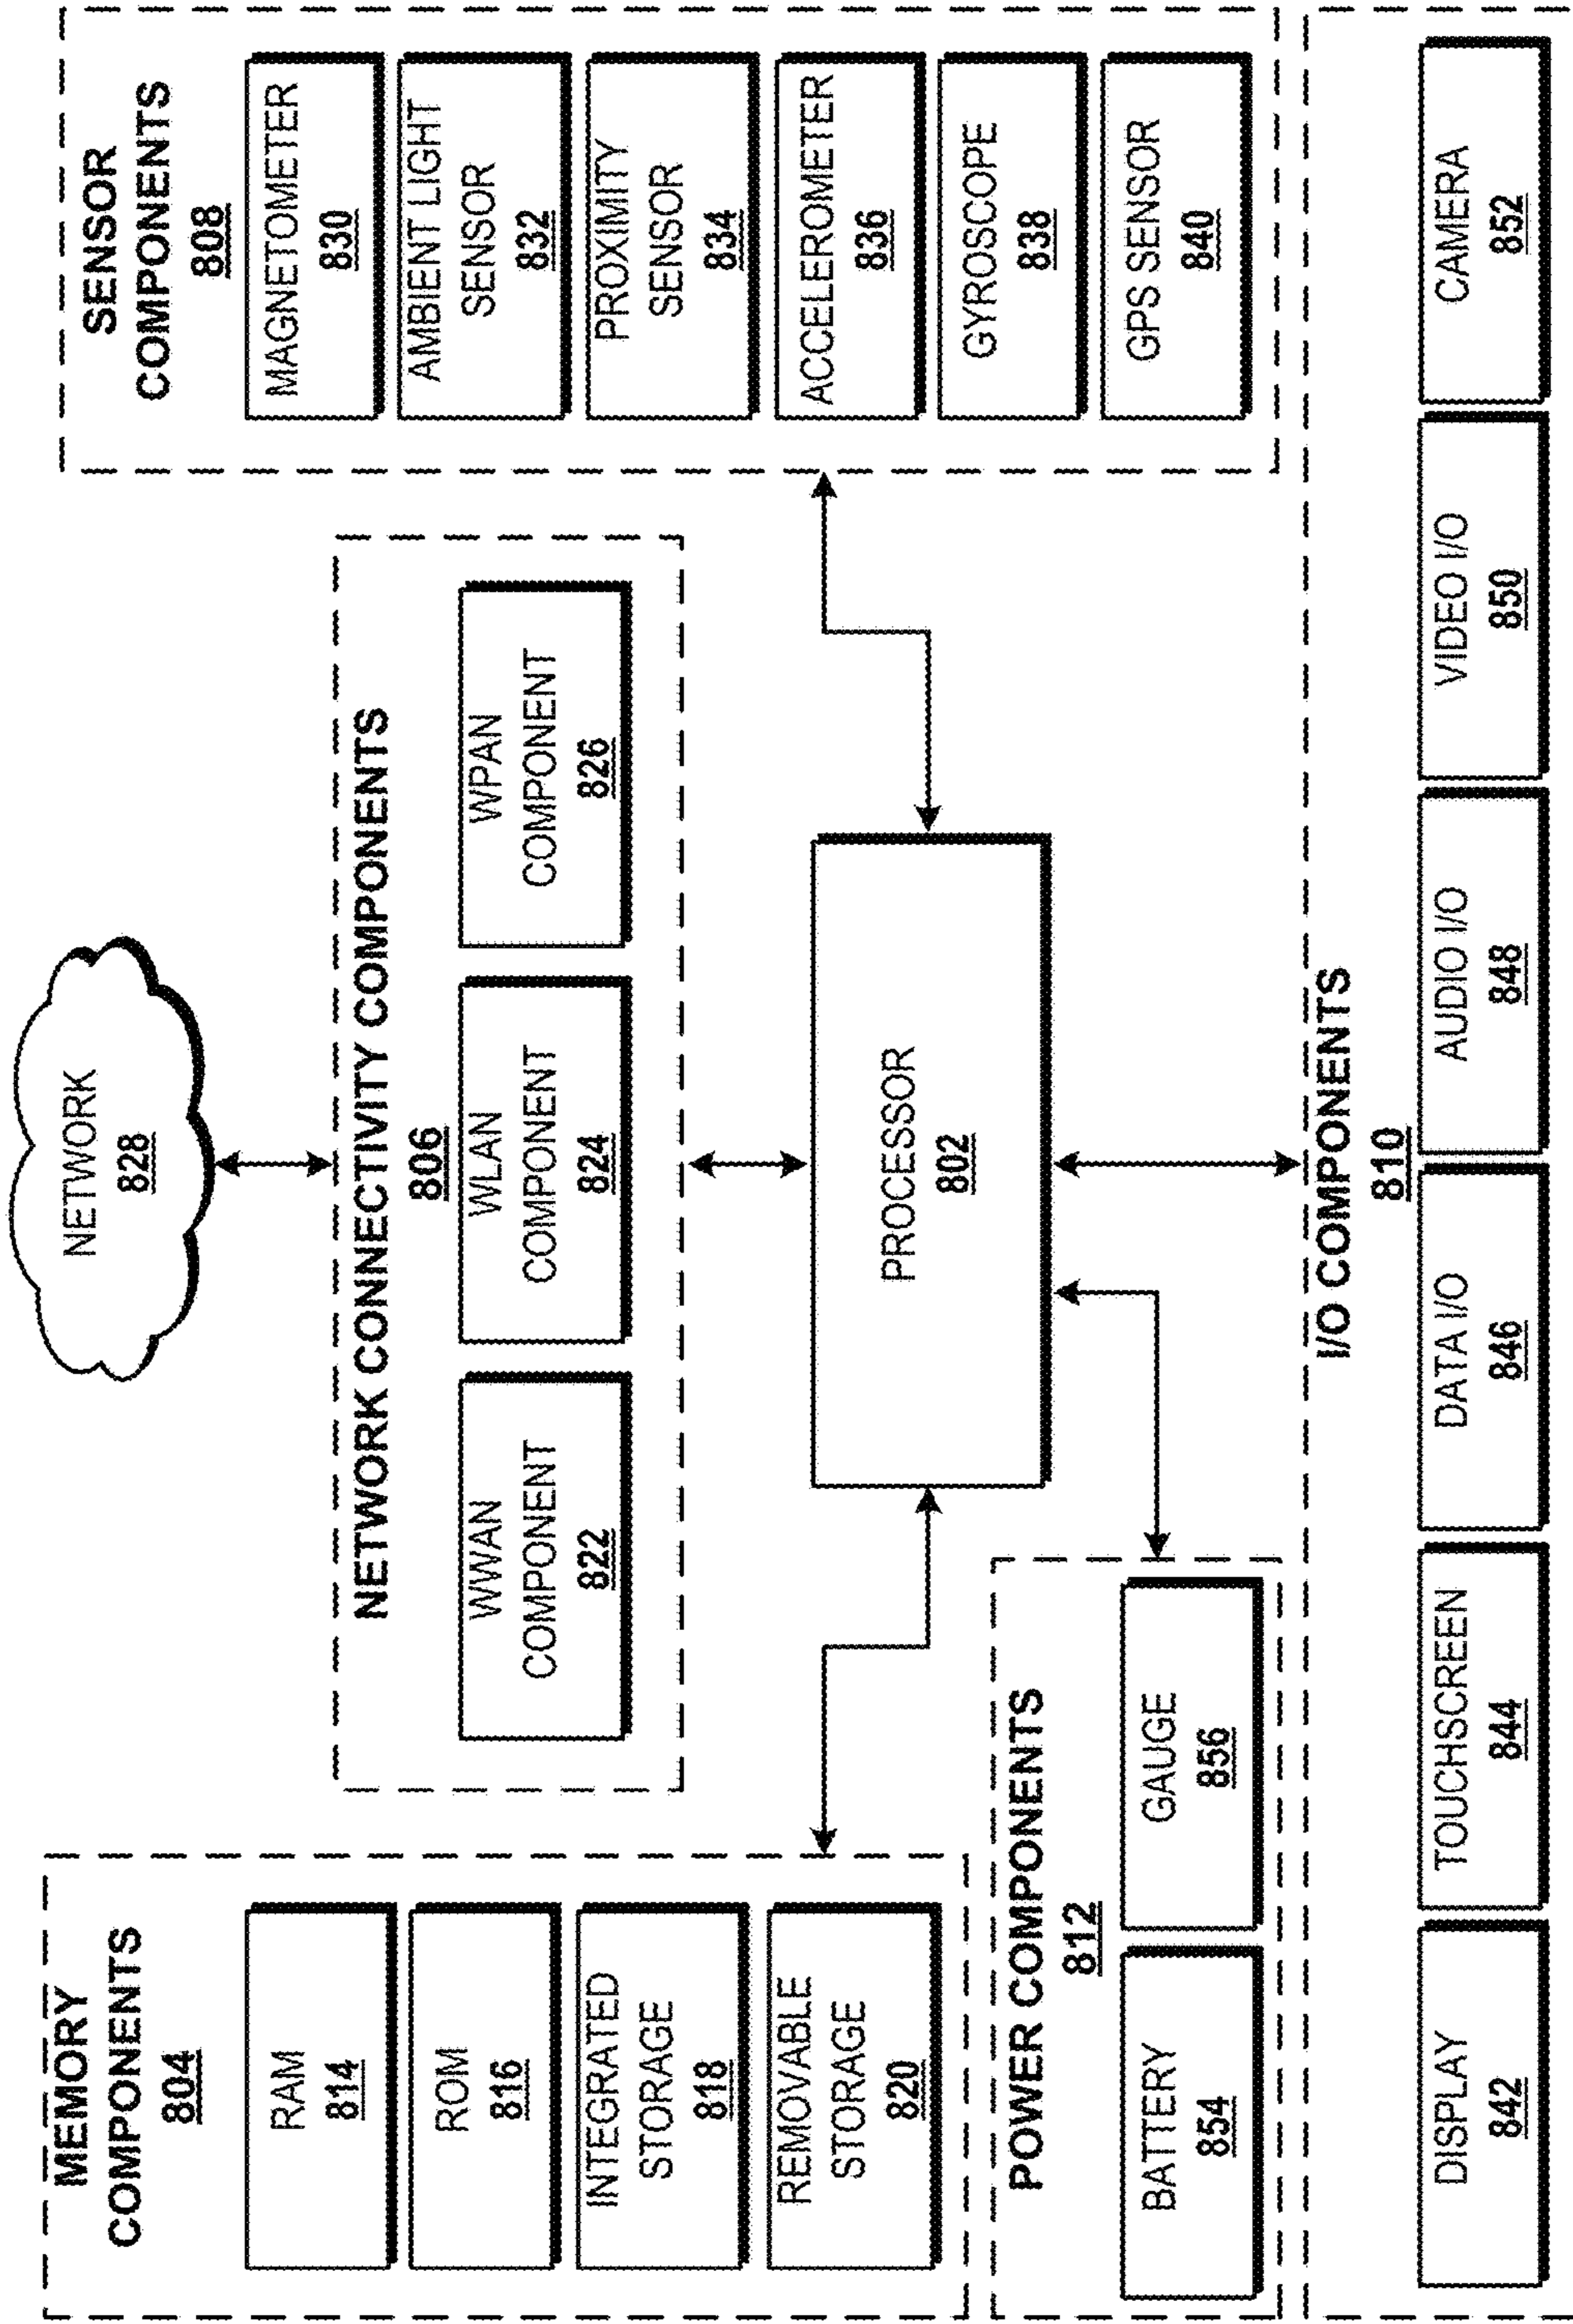 NETWORK
828
MEMORY
COMPONENTS
804
RAM
814
ROM
816
INTEGRATED
STORAGE
818
REMOVABLE
STORAGE
820
NETWORK CONNECTIVITY COMPONENTS
806
WWAN
COMPONENT
822
WLAN
COMPONENT
824
WPAN
COMPONENT
826
SENSOR
COMPONENTS
808
MAGNETOMETER
830
AMBIENT LIGHT
SENSOR
832
PROXIMITY
SENSOR
834
ACCELEROMETER
836
GYROSCOPE
838
GPS SENSOR
840
PROCESSOR
802
POWER COMPONENTS
812
BATTERY
854
GAUGE
856
I/O COMPONENTS
810
DISPLAY
842
TOUCHSCREEN
844
DATA I/O
846
AUDIO I/O
848
VIDEO I/O
850
CAMERA
852